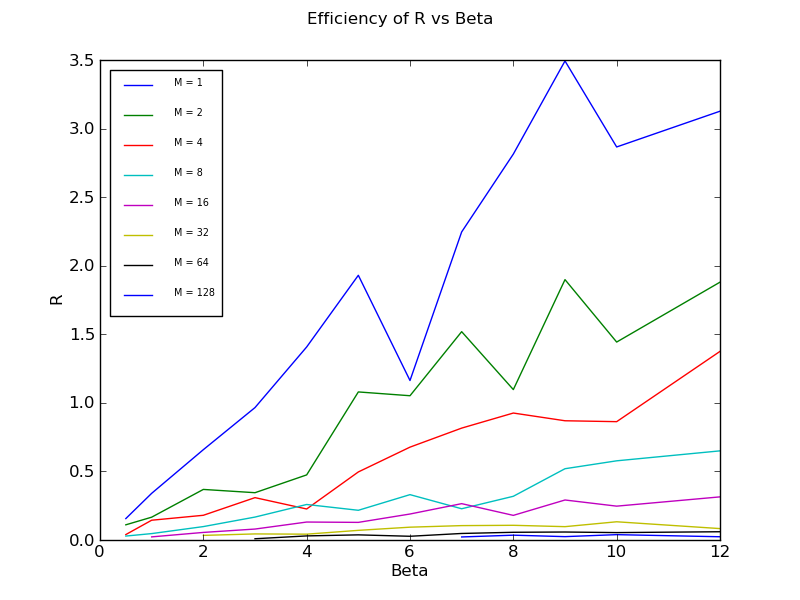 Efficiency of R vs Beta
3.5
3.0
2.5
2.0
1.5
1.0
0.5
0.0
R
M = 1
M = 2
M = 4
M = 8
M = 16
M = 32
M = 64
M = 128
0 2 4 6 8 10 12
Beta